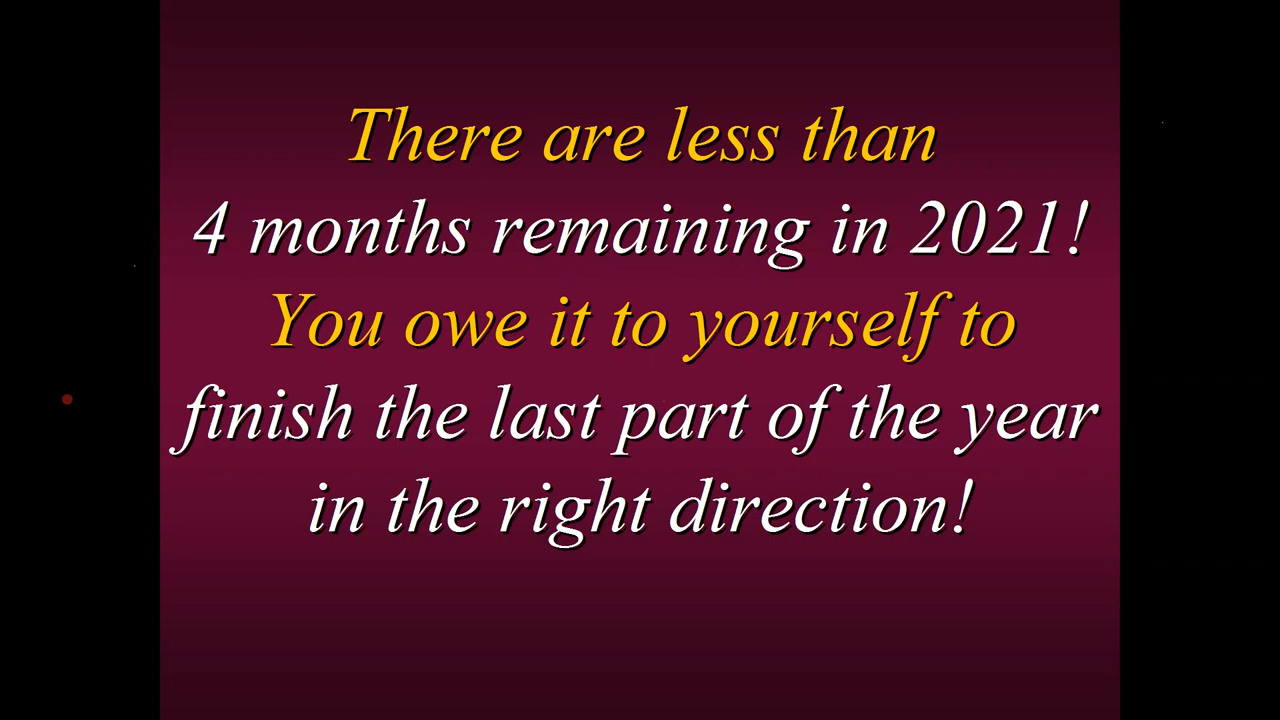 There are less than
4 months remaining in 2021!
You owe it to yourself to
finish the last part of the year
in the right direction!